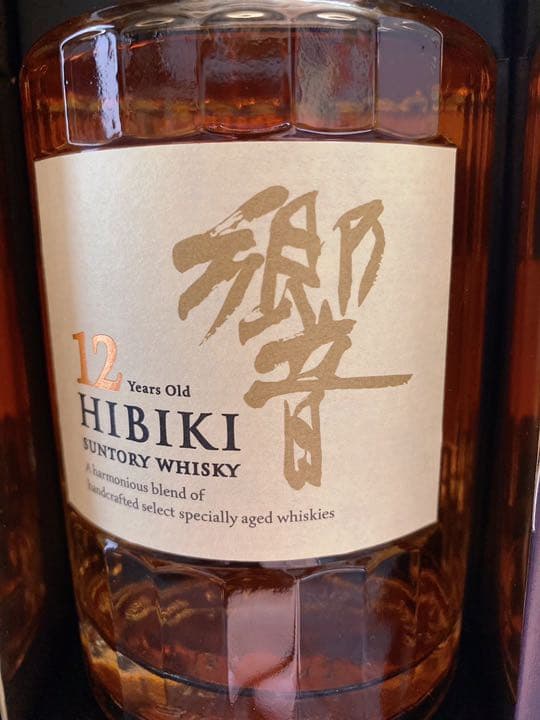 響
12 Years Old
HIBIKI
SUNTORY WHISKY
A harmonious blend of
handcrafted select specially aged whiskies